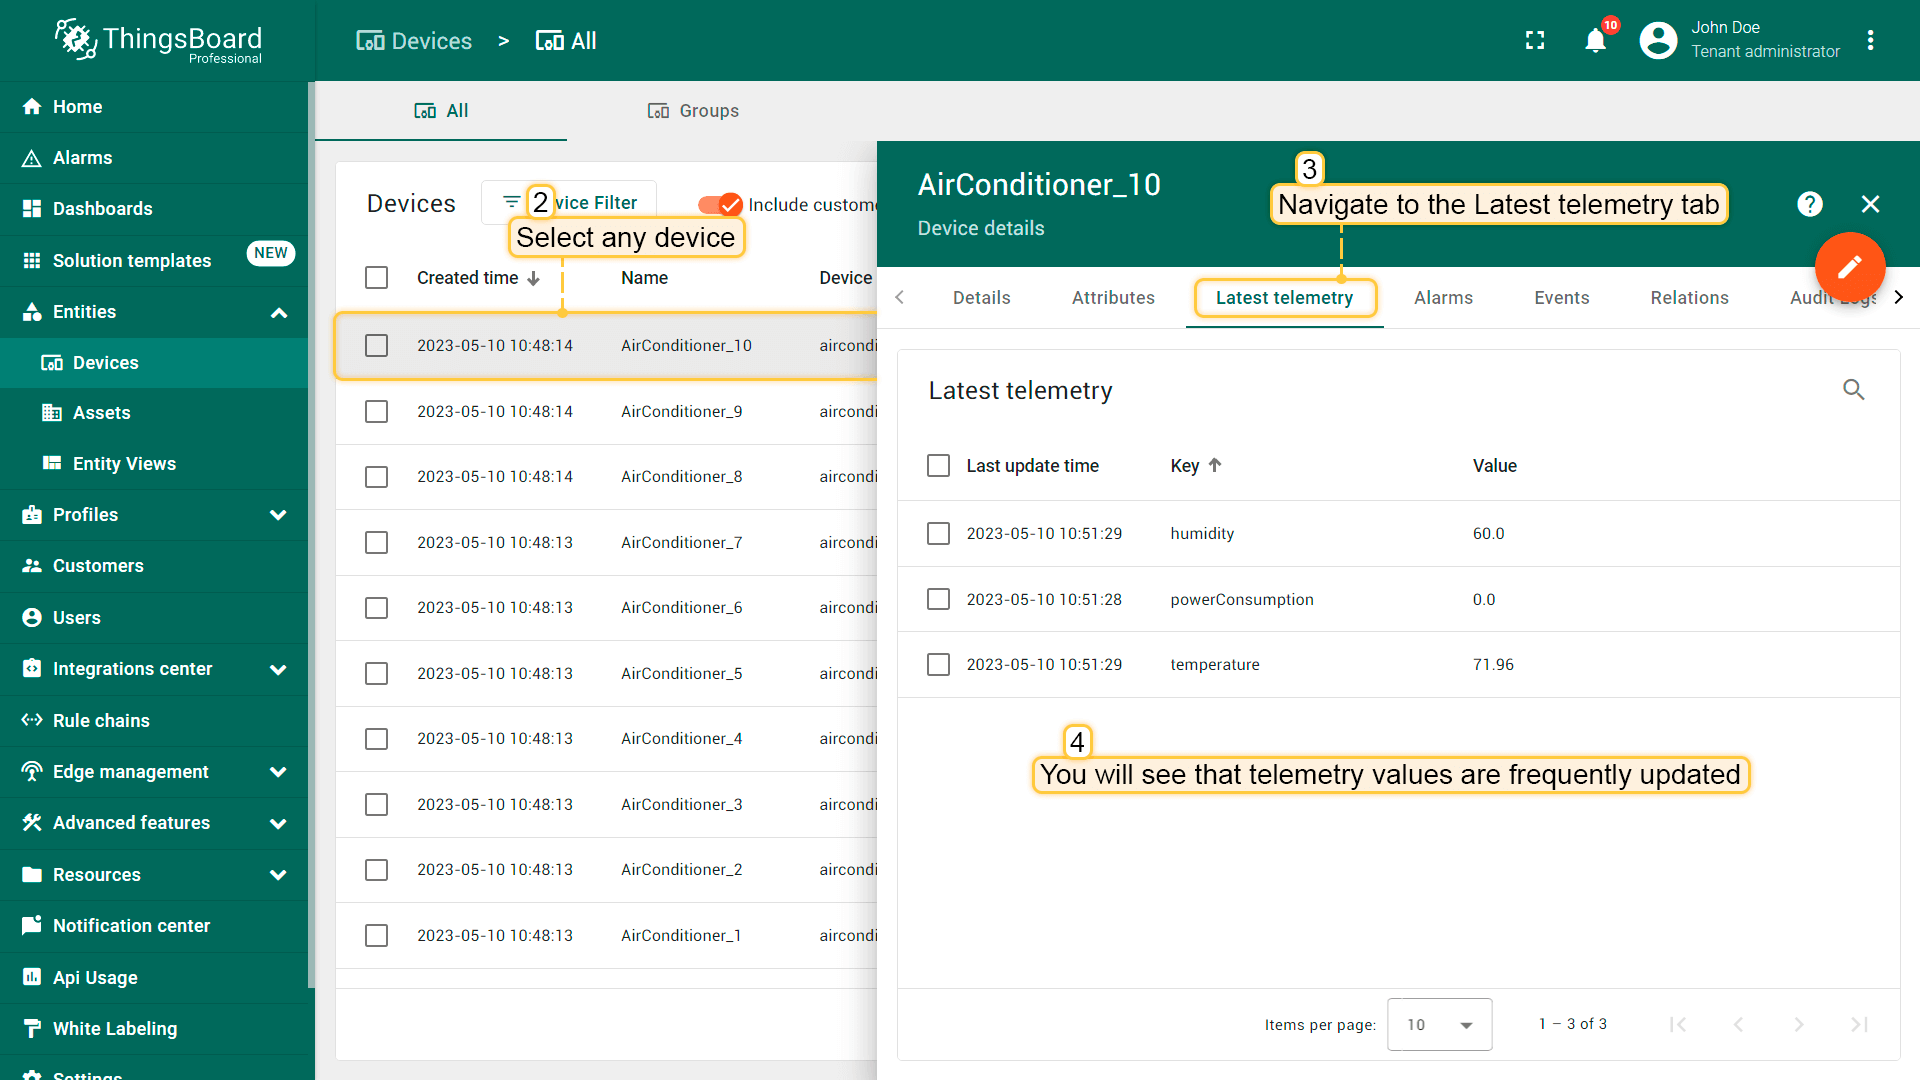 ThingsBoard
Professional
Devices > All
10
John Doe
Tenant administrator
Home
Alarms
Dashboards
Solution templates NEW
Entities
Devices
Assets
Entity Views
Profiles
Customers
Users
Integrations center
Rule chains
Edge management
Advanced features
Resources
Notification center
Api Usage
White Labeling
Settings
All Groups
Devices
2
vice Filter
Include custome
Select any device
Created time Name Device
2023-05-10 10:48:14 AirConditioner_10 aircondi
2023-05-10 10:48:14 AirConditioner_9 aircondi
2023-05-10 10:48:14 AirConditioner_8 aircondi
2023-05-10 10:48:13 AirConditioner_7 aircondi
2023-05-10 10:48:13 AirConditioner_6 aircondi
2023-05-10 10:48:13 AirConditioner_5 aircondi
2023-05-10 10:48:13 AirConditioner_4 aircondi
2023-05-10 10:48:13 AirConditioner_3 aircondi
2023-05-10 10:48:13 AirConditioner_2 aircondi
2023-05-10 10:48:13 AirConditioner_1 aircondi
AirConditioner_10
Device details
3
Navigate to the Latest telemetry tab
?
Details Attributes Latest telemetry Alarms Events Relations Audit Logs
Latest telemetry
Last update time Key Value
2023-05-10 10:51:29 humidity 60.0
2023-05-10 10:51:28 powerConsumption 0.0
2023-05-10 10:51:29 temperature 71.96
4
You will see that telemetry values are frequently updated
Items per page: 10 1 – 3 of 3